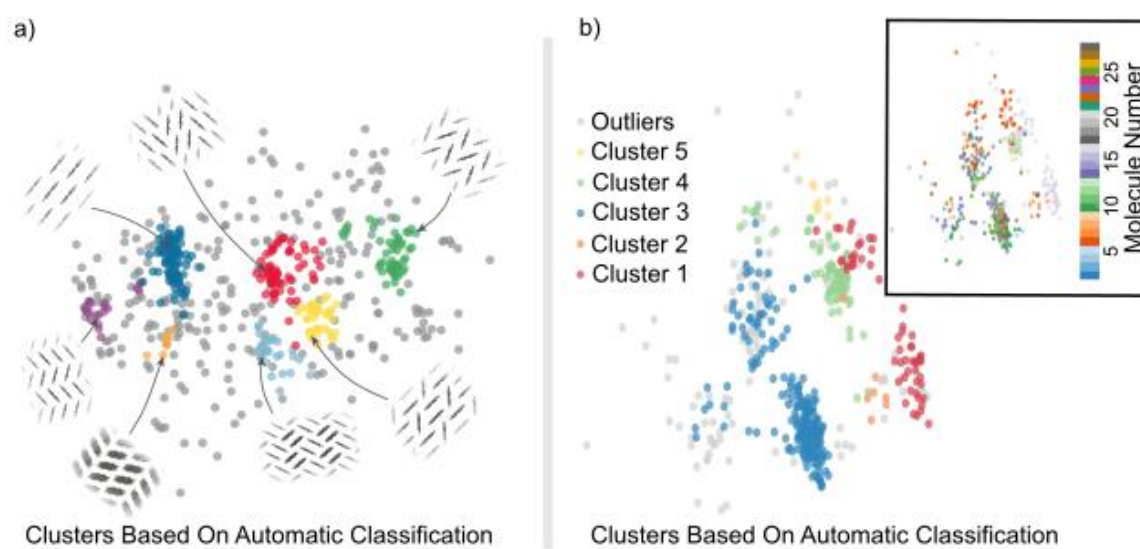 a)
Clusters Based On Automatic Classification
b)
Outliers
Cluster 5
Cluster 4
Cluster 3
Cluster 2
Cluster 1
5
10
15
20
25
Molecule Number
Clusters Based On Automatic Classification